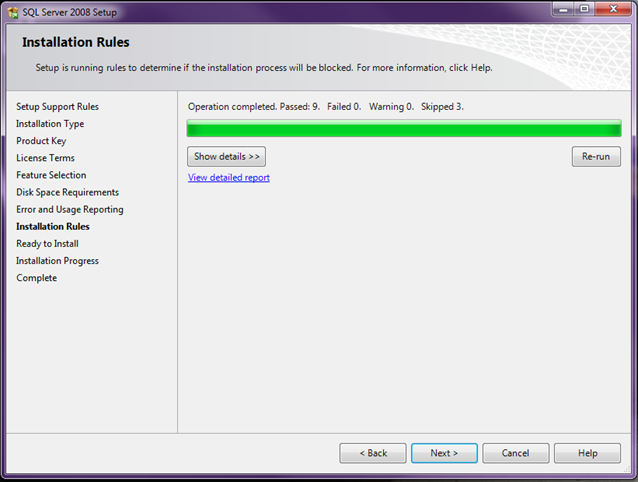 SQL Server 2008 Setup
Installation Rules
Setup is running rules to determine if the installation process will be blocked. For more information, click Help.
Setup Support Rules
Installation Type
Product Key
License Terms
Feature Selection
Disk Space Requirements
Error and Usage Reporting
Installation Rules
Ready to Install
Installation Progress
Complete
Operation completed. Passed: 9. Failed 0. Warning 0. Skipped 3.
Show details >>
Re-run
View detailed report
< Back
Next >
Cancel
Help